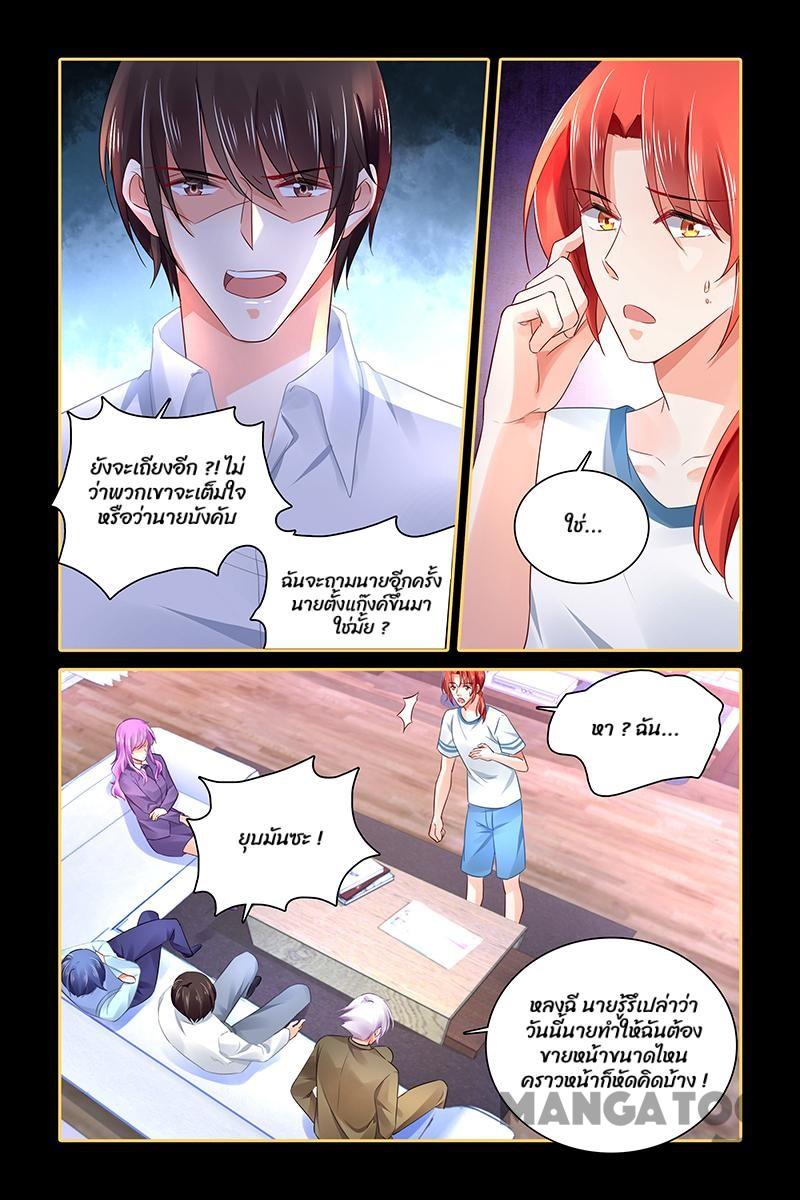 ยังจะเถียงอีก ?! ไม่
ว่าพวกเขาจะเต็มใจ
หรือว่านายบังคับ
ฉันจะถามนายอีกครั้ง
นายตั้งแก๊งค์ขึ้นมา
ใช่มั้ย ?
ใช่...
หา ? ฉัน...
ยุบมันซะ !
หลงฉี นายรู้รึเปล่าว่า
วันนี้นายทำให้ฉันต้อง
ขายหน้าขนาดไหน
คราวหน้าก็หัดคิดบ้าง !
MANGATOO